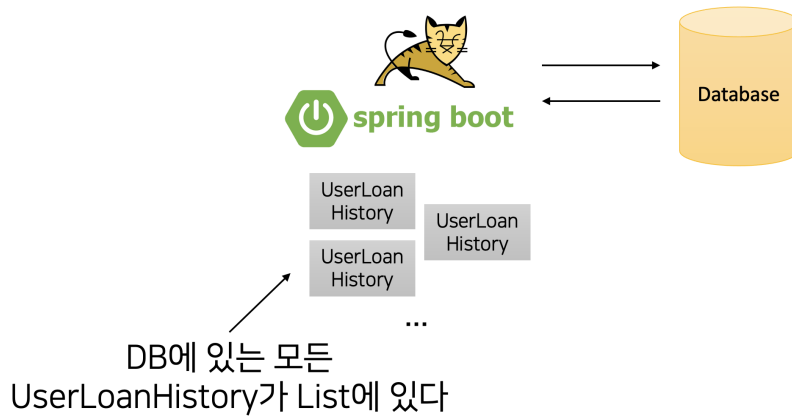 spring boot
Database
UserLoan
History
UserLoan
History
UserLoan
History
...
DB에 있는 모든
UserLoanHistory가 List에 있다